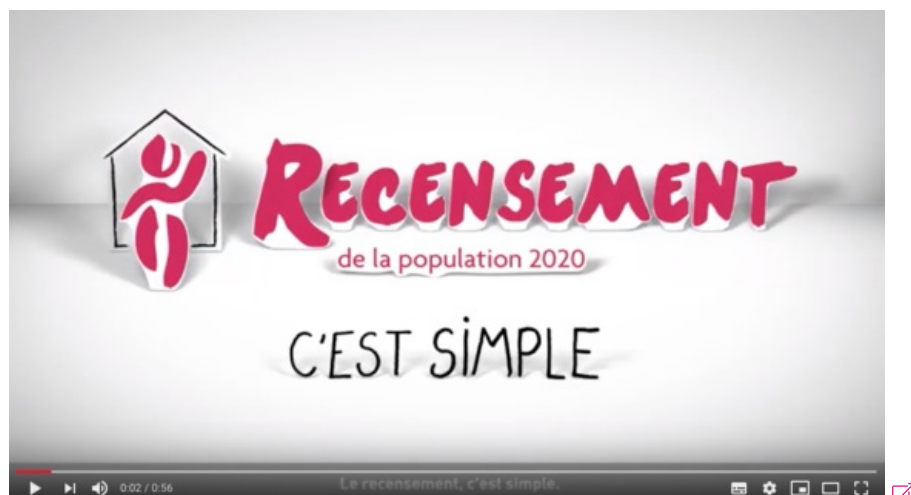 RECENSEMENT
de la population 2020
C'EST SIMPLE
Le recensement, c'est simple.
0:02 / 0:56